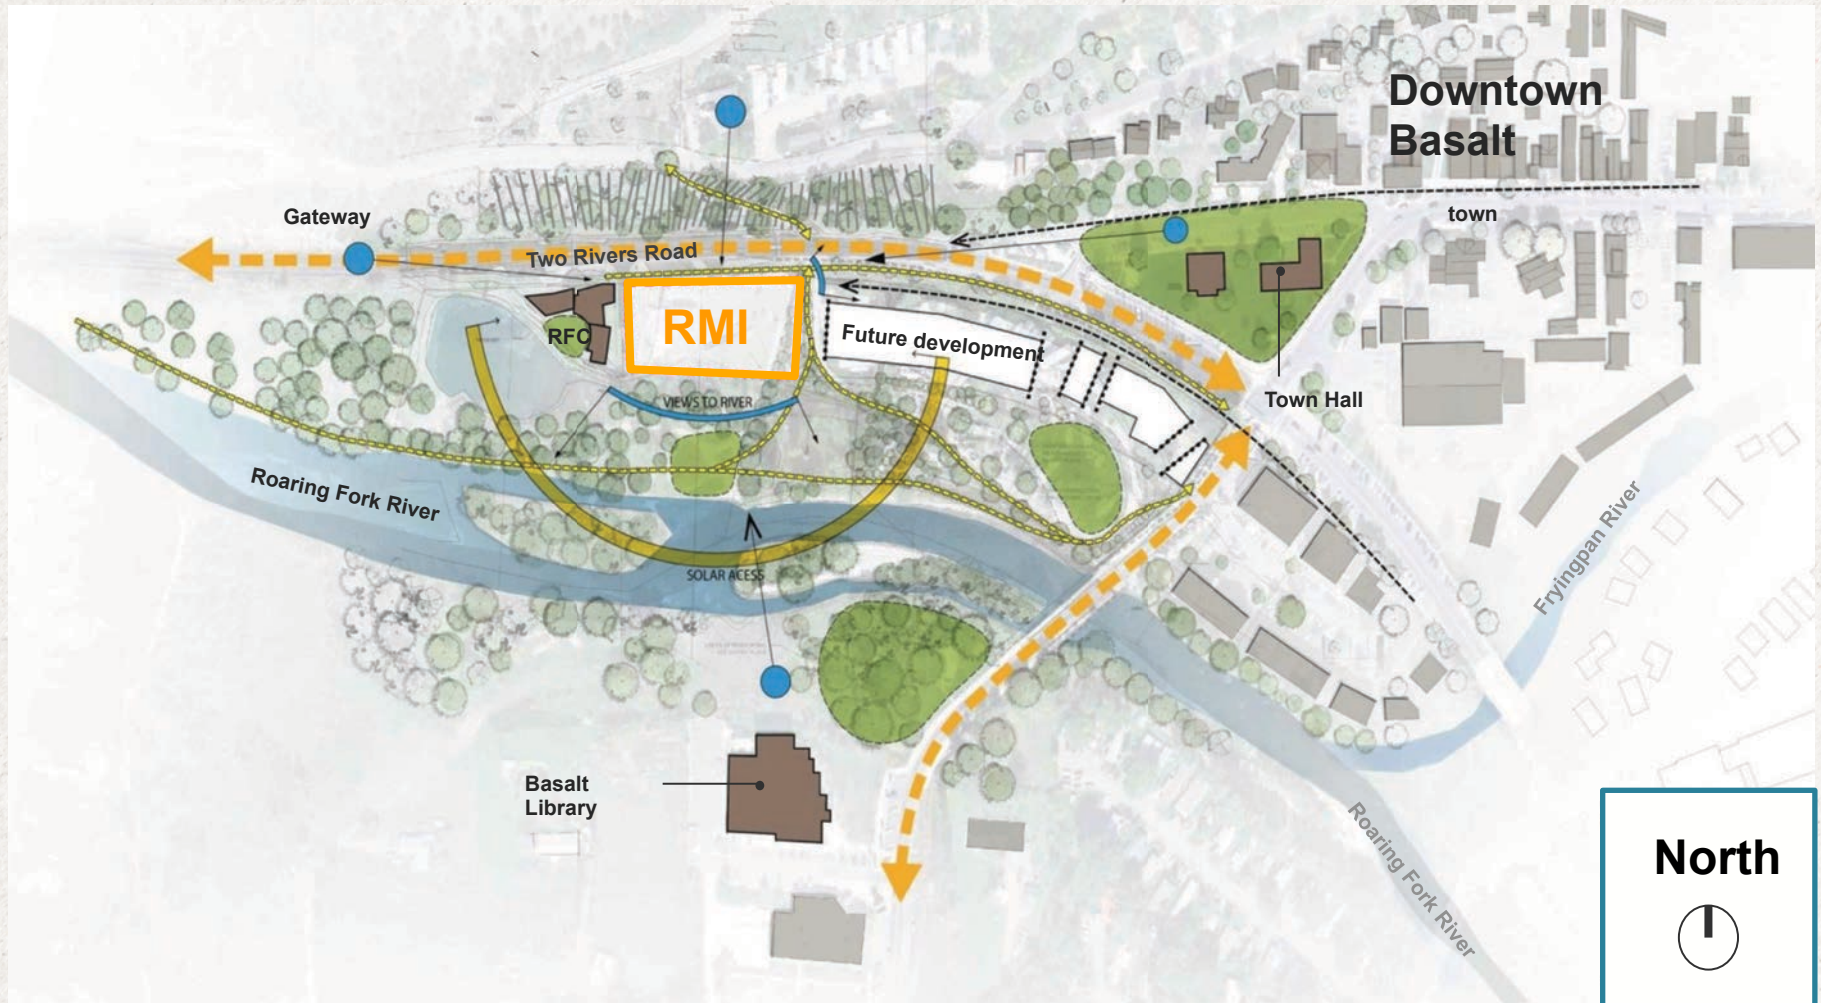 Downtown
Basalt
town
Gateway
Two Rivers Road
RFC
RMI
Future development
Town Hall
VIEWS TO RIVER
Roaring Fork River
SOLAR ACESS
Fryingpan River
Basalt
Library
Roaring Fork River
North